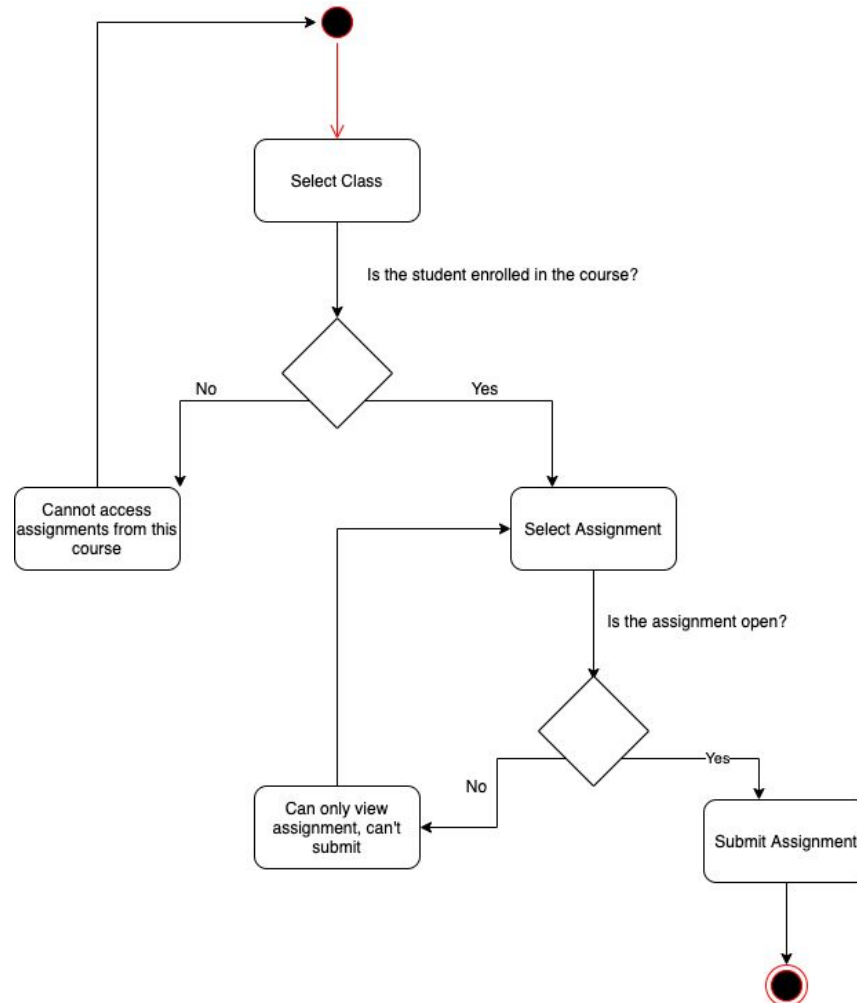 Select Class
Is the student enrolled in the course?
No
Yes
Cannot access
assignments from this
course
Select Assignment
Is the assignment open?
No
Yes
Can only view
assignment, can't
submit
Submit Assignment